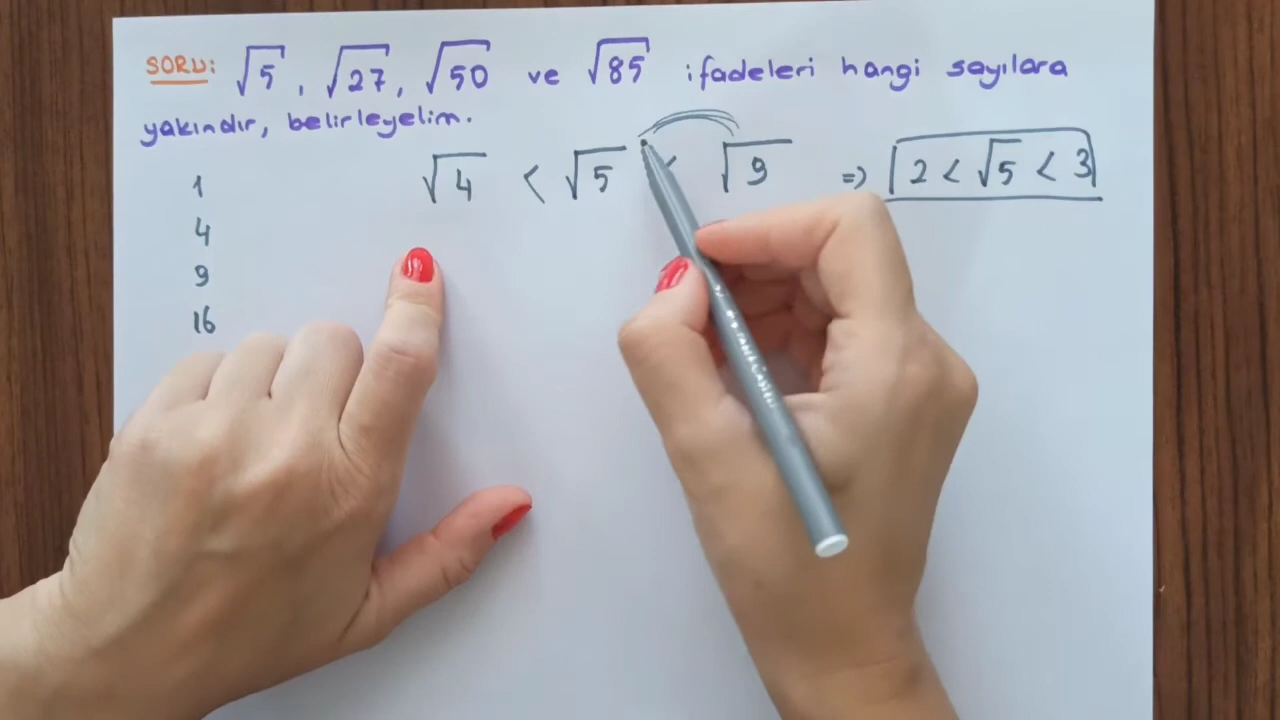 SORU: √5, √27, √50 ve √85 ifadeleri hangi sayılara
yakındır, belirleyelim.
1
4
9
16
√4 < √5 < √9 => 2 < √5 < 3